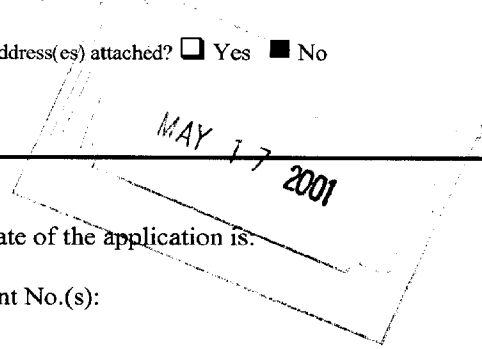 ddress(es) attached? ☐ Yes ■ No
MAY 17 2001
ate of the application is:
nt No.(s):